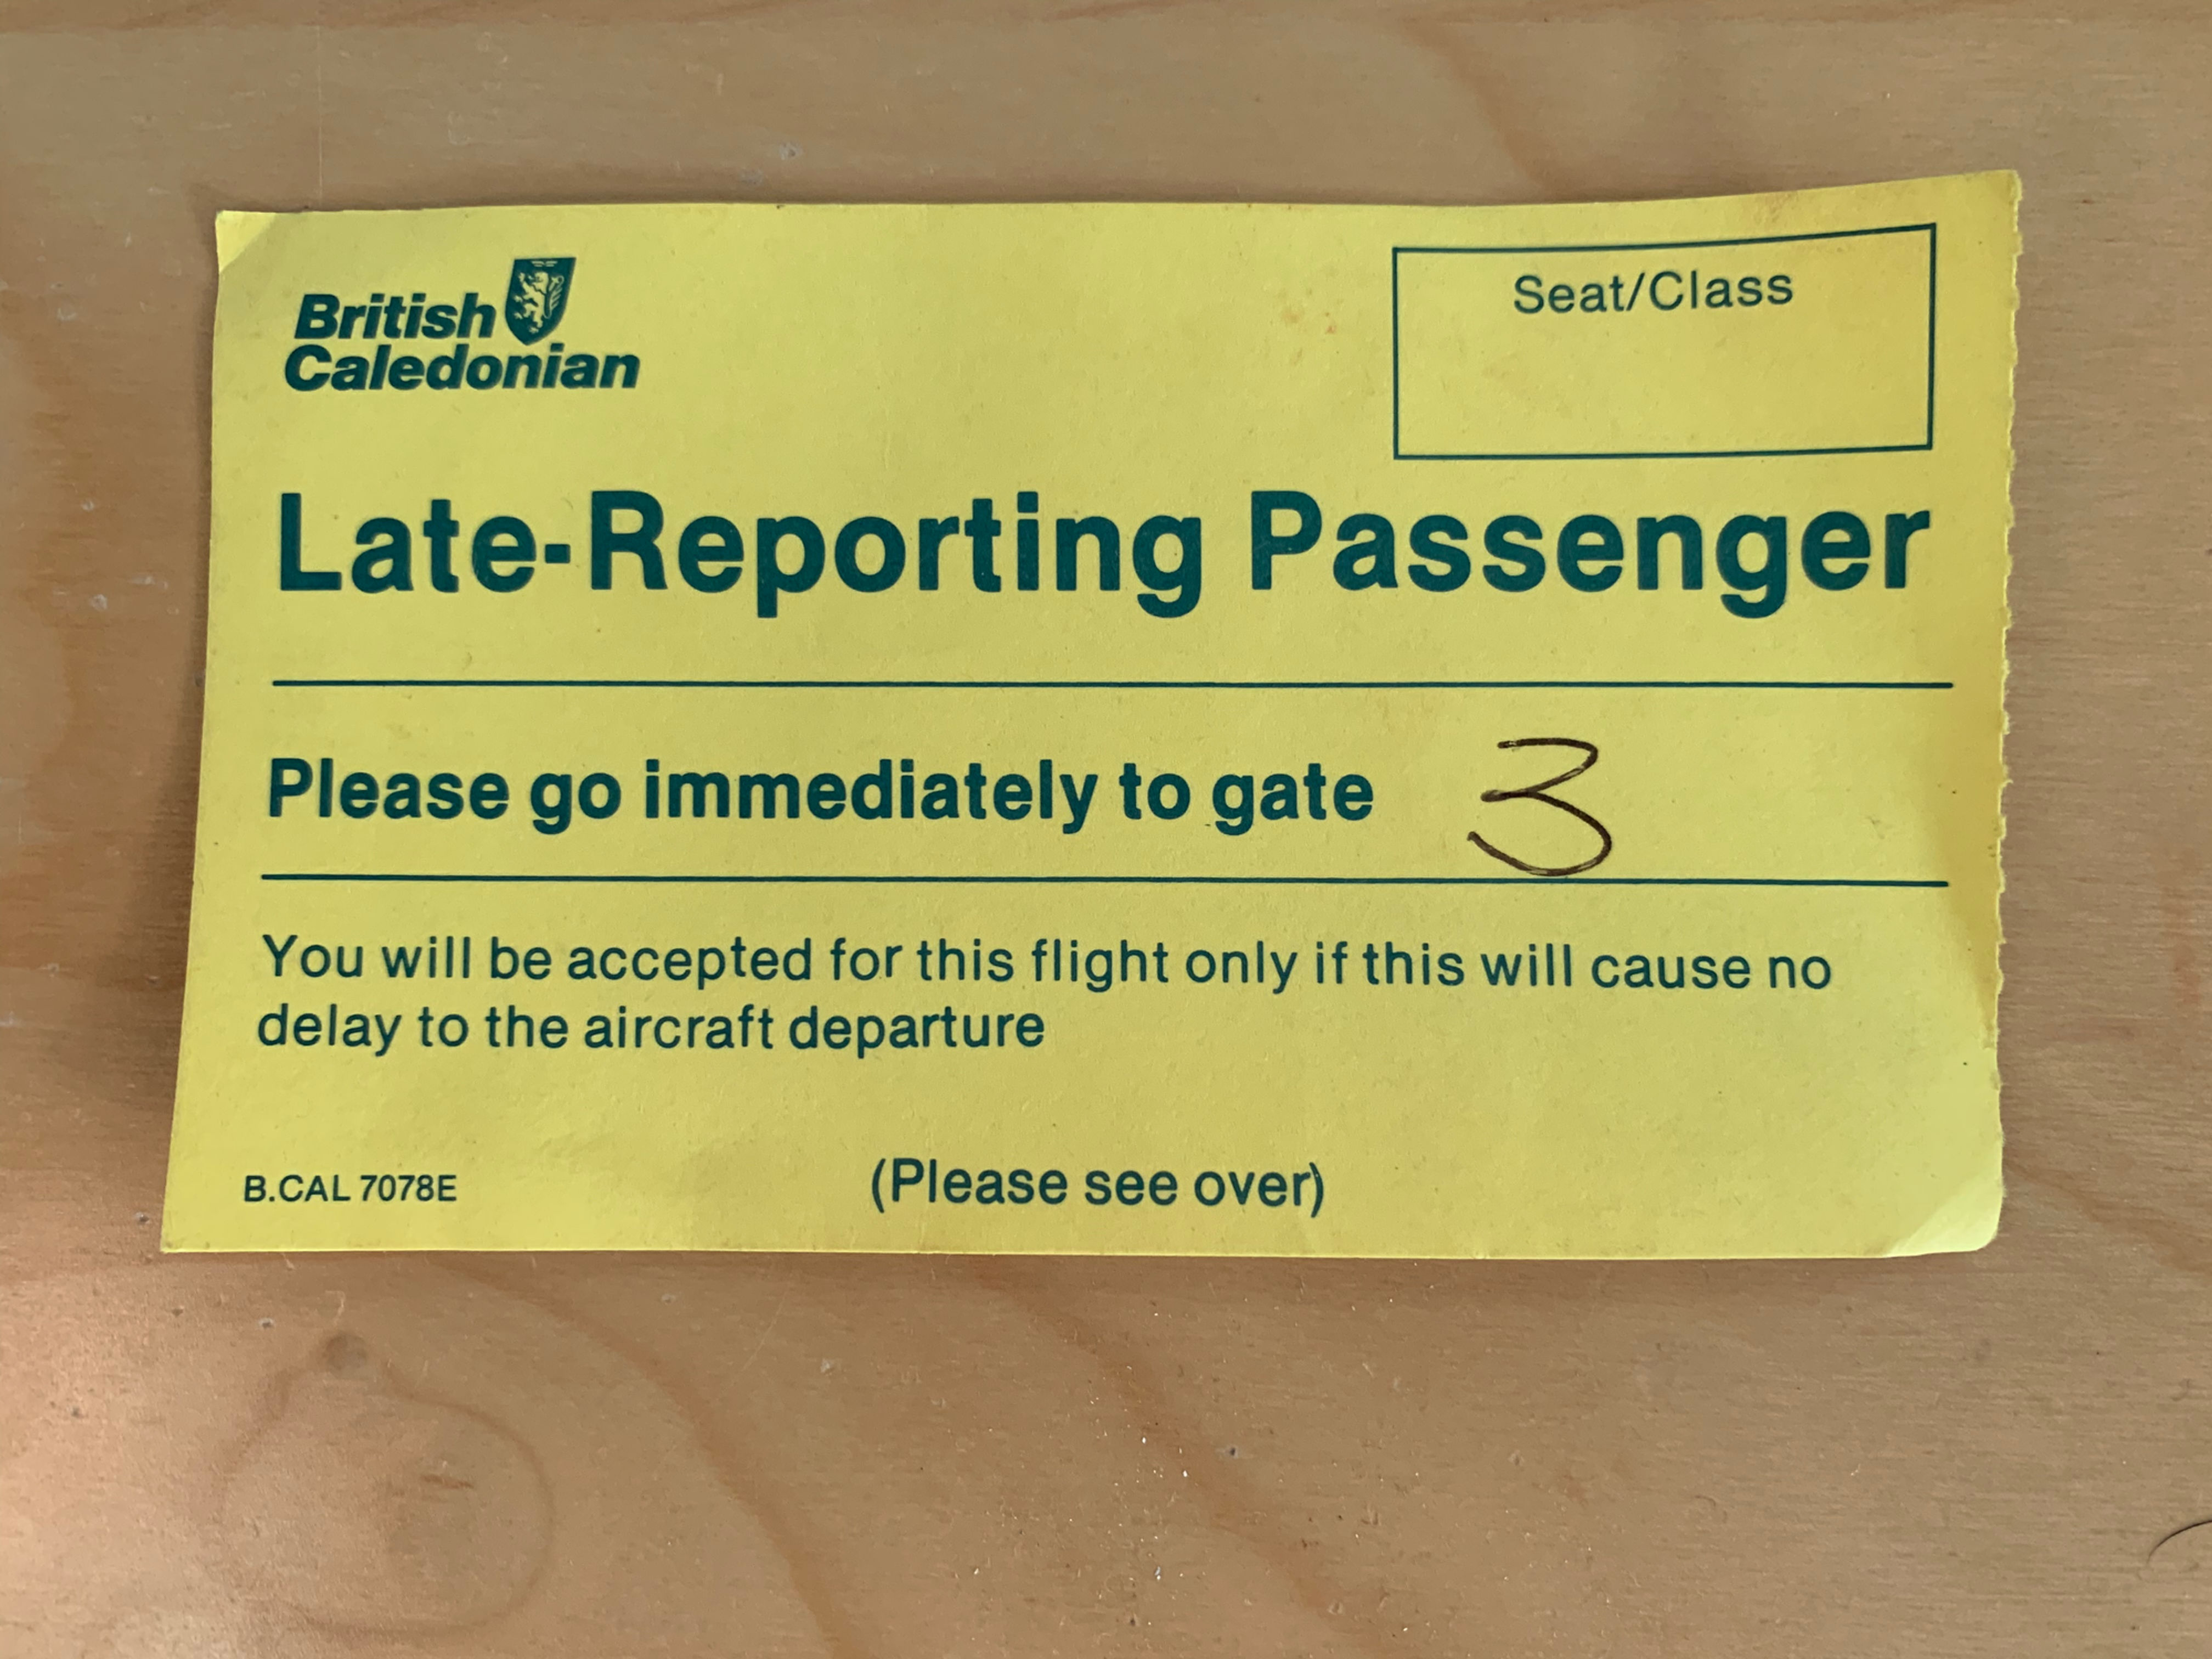 British
Caledonian
Seat/Class
Late-Reporting Passenger
Please go immediately to gate 3
You will be accepted for this flight only if this will cause no
delay to the aircraft departure
B.CAL 7078E (Please see over)